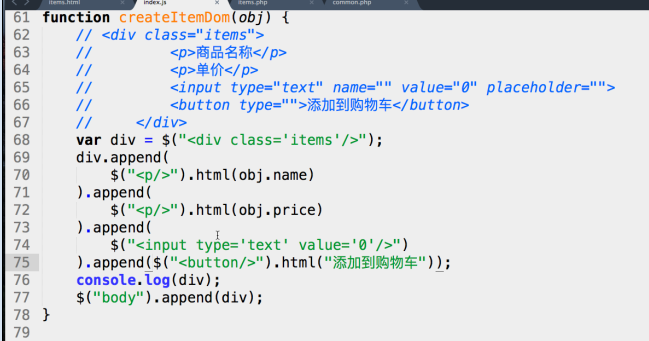 items.html index.js items.php common.php
61 function createItemDom(obj) {
62 // <div class="items">
63 // <p>商品名称</p>
64 // <p>单价</p>
65 // <input type="text" name="" value="0" placeholder="">
66 // <button type="">添加到购物车</button>
67 // </div>
68 var div = $("<div class='items'/>");
69 div.append(
70 $("<p/>").html(obj.name)
71 ).append(
72 $("<p/>").html(obj.price)
73 ).append(
74 $("<input type='text' value='0'/>")
75 ).append($("<button/>").html("添加到购物车"));
76 console.log(div);
77 $("body").append(div);
78 }
79